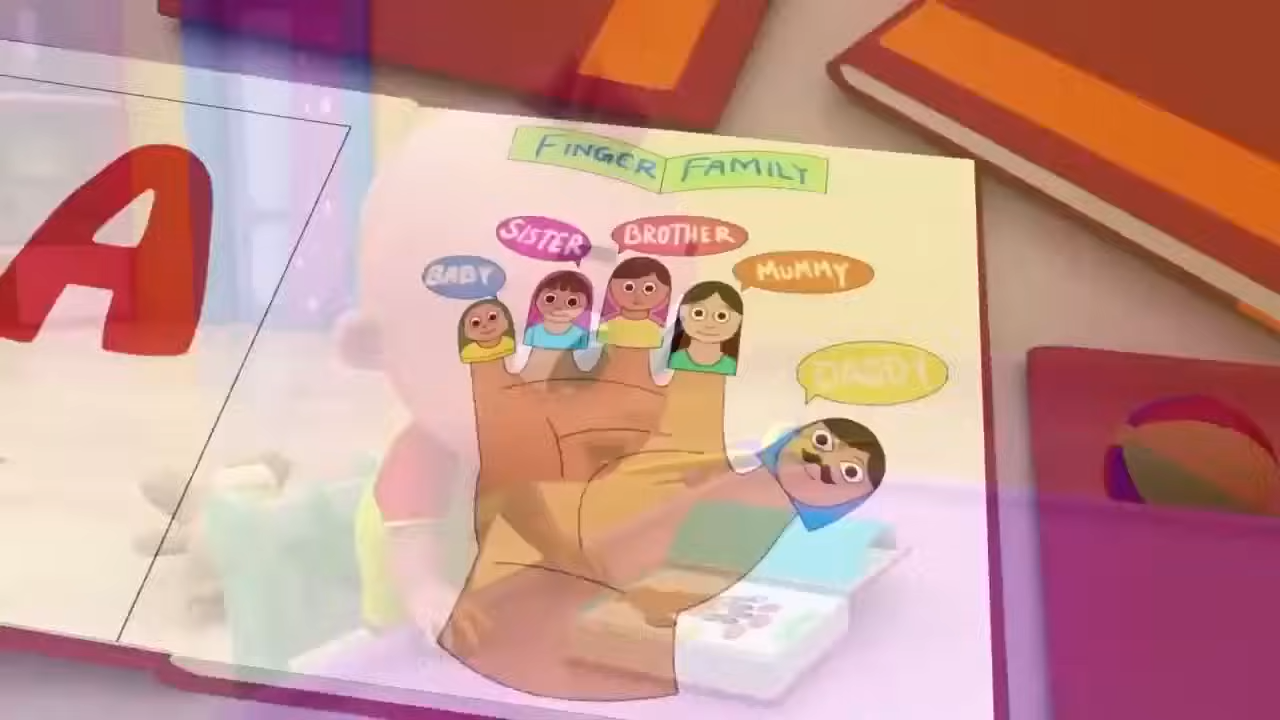 A
FINGER FAMILY
SISTER
BROTHER
BABY
MUMMY
DADDY